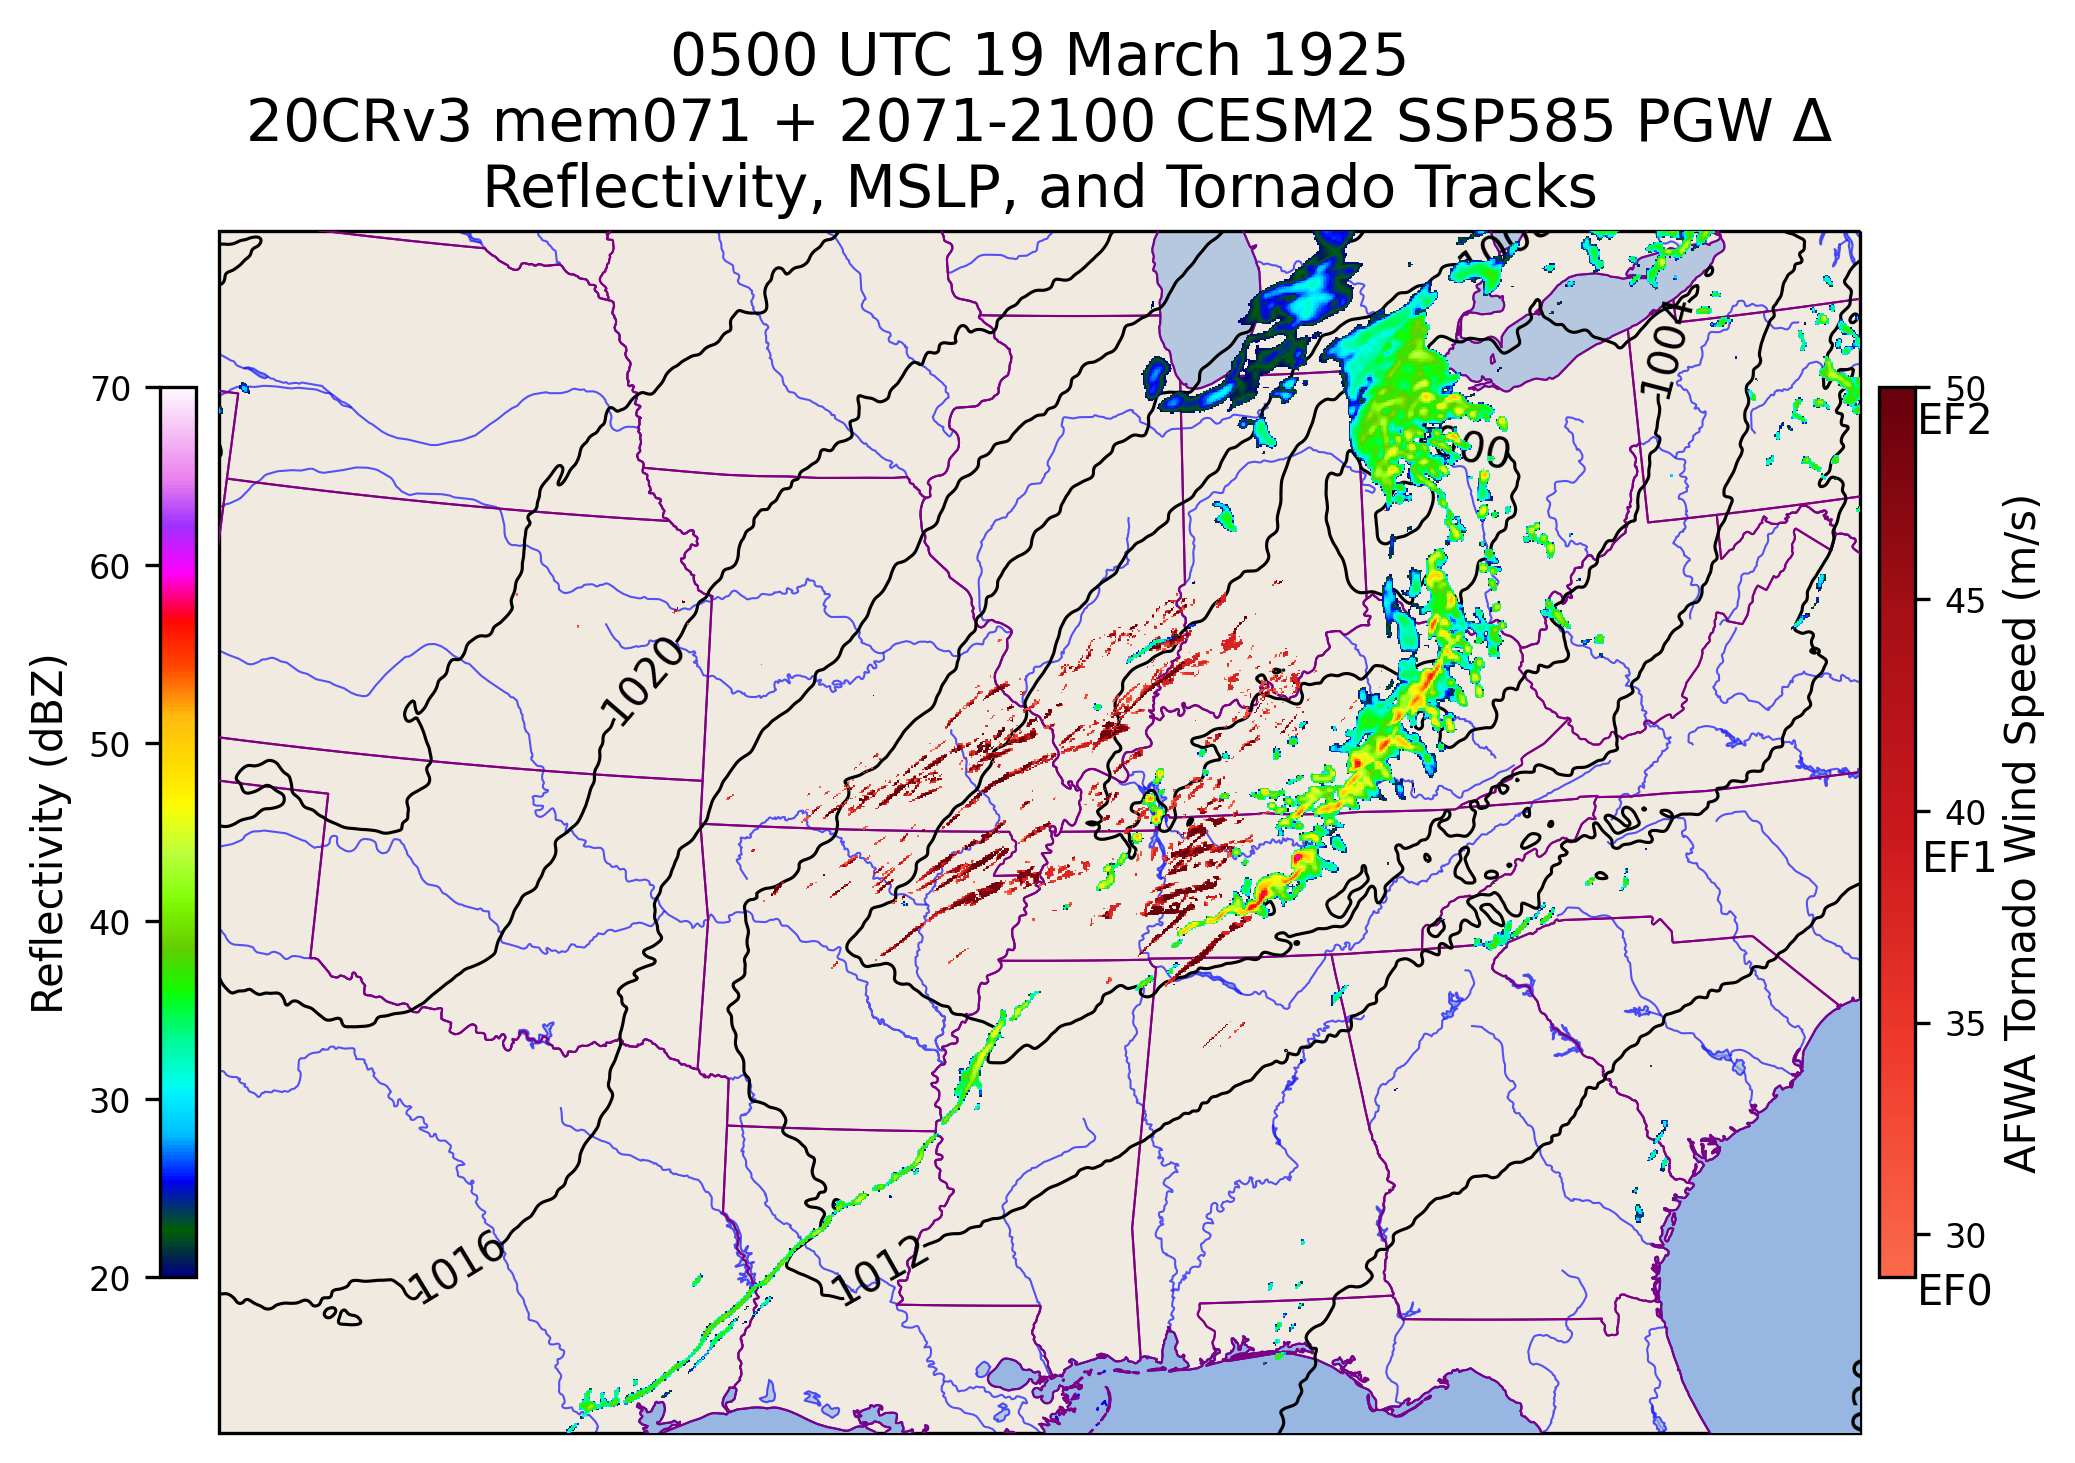 0500 UTC 19 March 1925
20CRv3 mem071 + 2071-2100 CESM2 SSP585 PGW Δ
Reflectivity, MSLP, and Tornado Tracks
Reflectivity (dBZ)
70
60
50
40
30
20
1004
1020
1016
1012
50
EF2
45
40
EF1
35
30
EF0
AFWA Tornado Wind Speed (m/s)